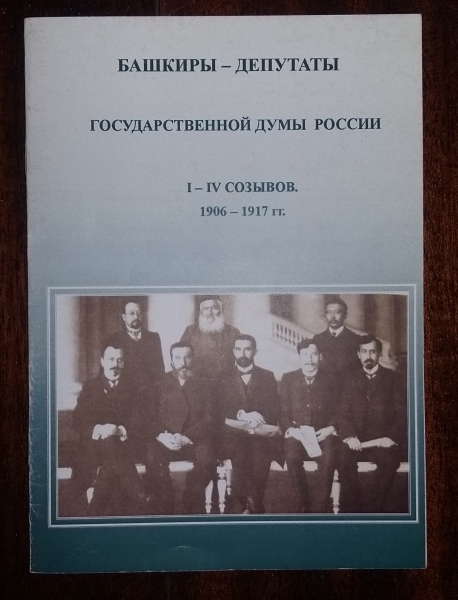 БАШКИРЫ – ДЕПУТАТЫ
ГОСУДАРСТВЕННОЙ ДУМЫ РОССИИ
I – IV СОЗЫВОВ.
1906 – 1917 гг.